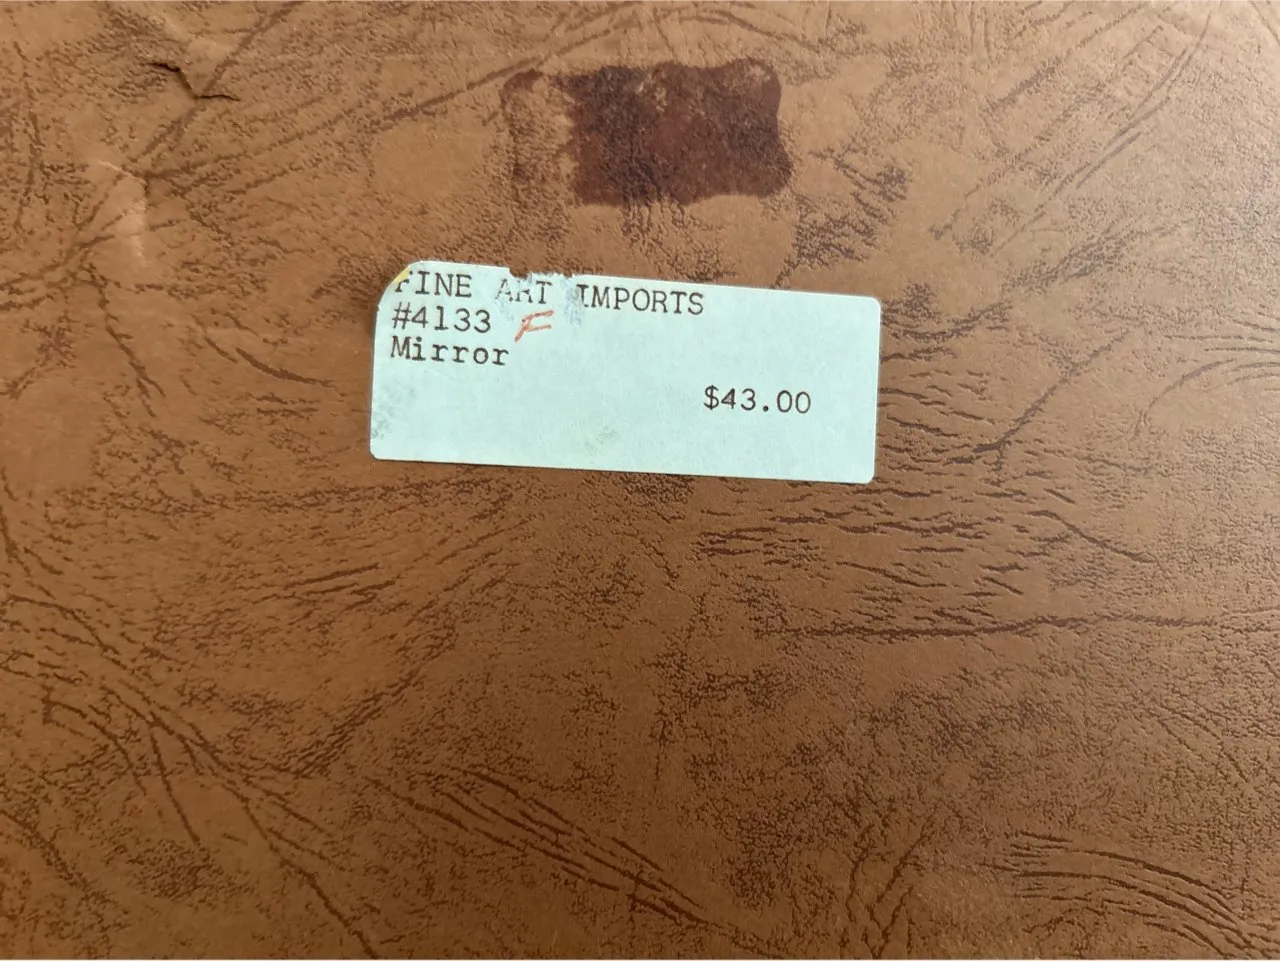 FINE ART IMPORTS
#4133 F
Mirror
$43.00